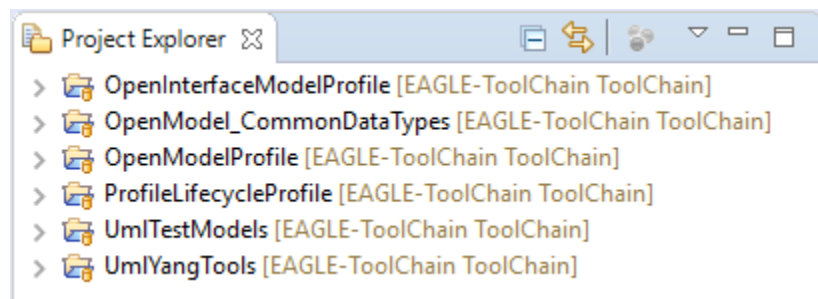 Project Explorer
OpenInterfaceModelProfile [EAGLE-ToolChain ToolChain]
OpenModel_CommonDataTypes [EAGLE-ToolChain ToolChain]
OpenModelProfile [EAGLE-ToolChain ToolChain]
ProfileLifecycleProfile [EAGLE-ToolChain ToolChain]
UmlTestModels [EAGLE-ToolChain ToolChain]
UmlYangTools [EAGLE-ToolChain ToolChain]